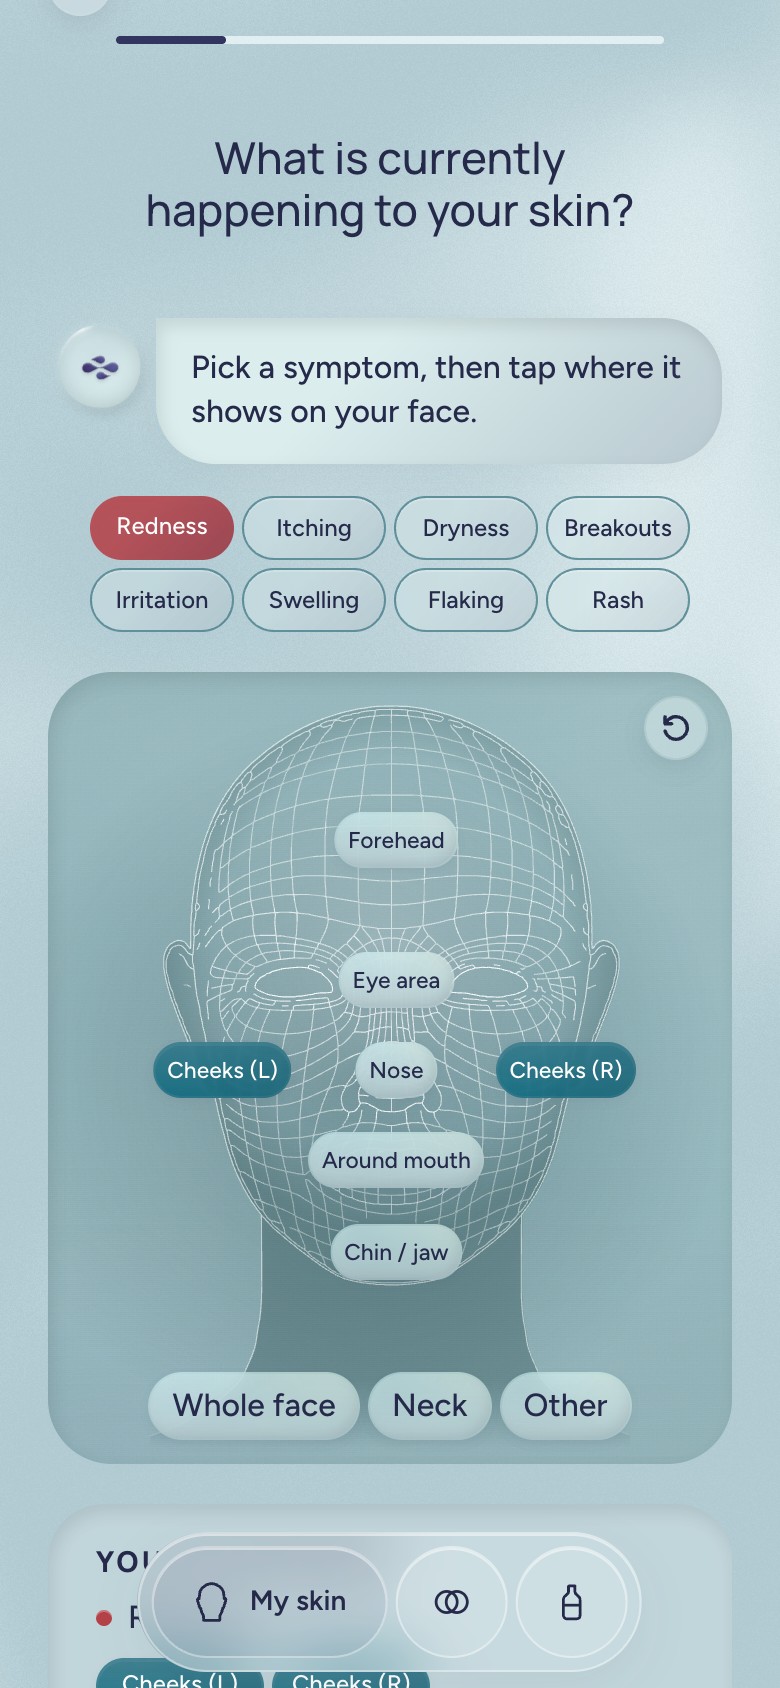 What is currently
happening to your skin?
Pick a symptom, then tap where it
shows on your face.
Redness
Itching
Dryness
Breakouts
Irritation
Swelling
Flaking
Rash
Forehead
Eye area
Cheeks (L)
Nose
Cheeks (R)
Around mouth
Chin / jaw
Whole face
Neck
Other
My skin
Cheeks (L)
Cheeks (R)